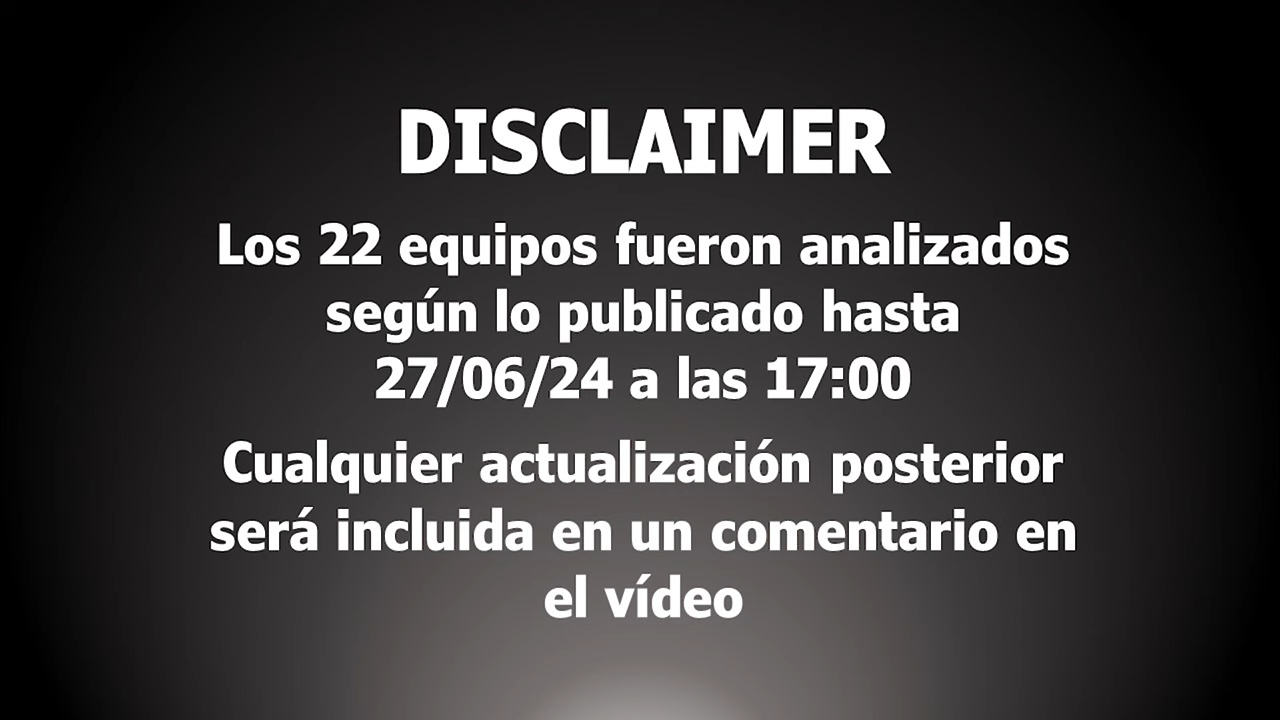 DISCLAIMER
Los 22 equipos fueron analizados
según lo publicado hasta
27/06/24 a las 17:00
Cualquier actualización posterior
será incluida en un comentario en
el vídeo